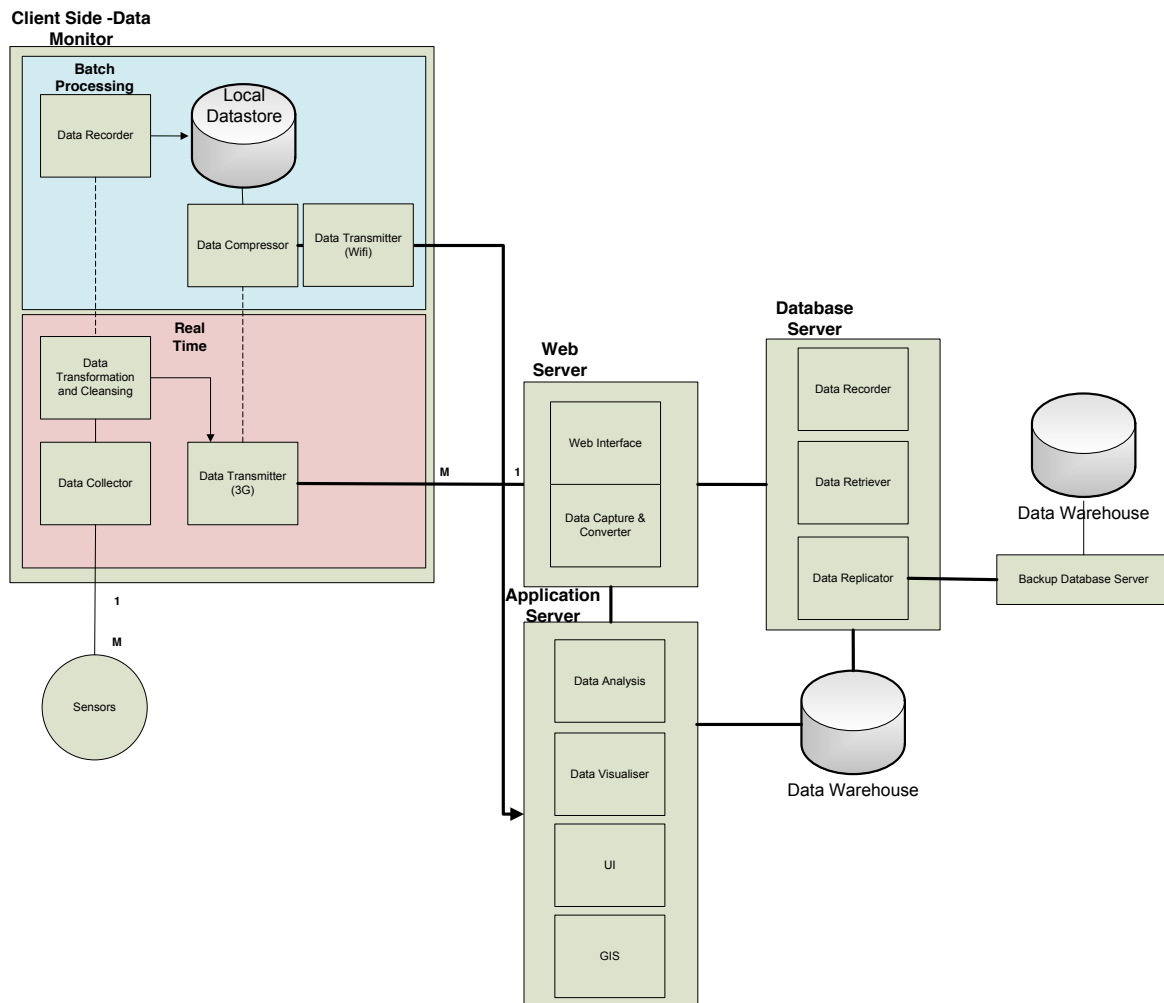 Client Side -Data
Monitor
Batch
Processing
Data Recorder
Local
Datastore
Data Compressor
Data Transmitter
(Wifi)
Real
Time
Data
Transformation
and Cleansing
Data Collector
Data Transmitter
(3G)
M
1
1
M
Sensors
Web
Server
Web Interface
Data Capture &
Converter
Application
Server
Data Analysis
Data Visualiser
UI
GIS
Database
Server
Data Recorder
Data Retriever
Data Replicator
Data Warehouse
Backup Database Server
Data Warehouse